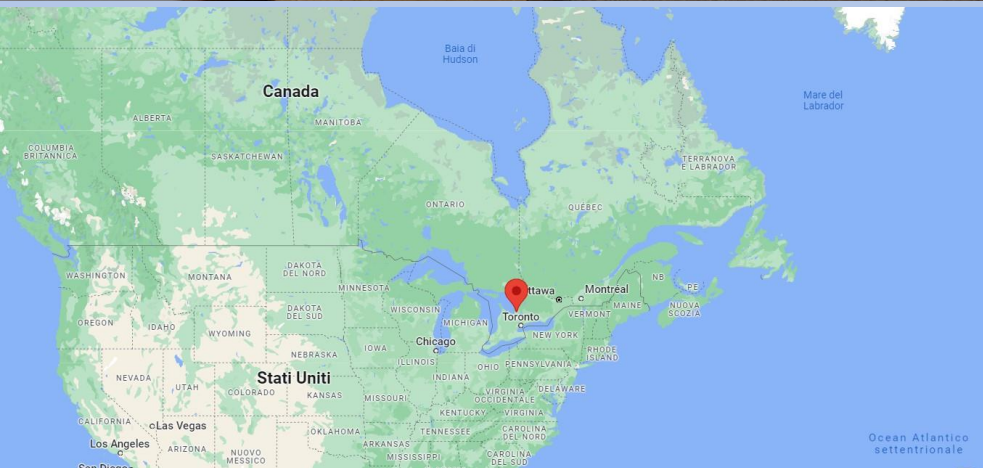 Baia di
Hudson
Canada
Mare del
Labrador
ALBERTA
MANITOBA
COLUMBIA
BRITANNICA
SASKATCHEWAN
TERRANOVA
E LABRADOR
ONTARIO
QUÉBEC
WASHINGTON
MONTANA
DAKOTA
DEL NORD
MINNESOTA
NB
PE
ttawa
Montréal
NUOVA
SCOZIA
MAINE
OREGON
IDAHO
DAKOTA
DEL SUD
WISCONSIN
MICHIGAN
Toronto
VERMONT
WYOMING
Chicago
NEW YORK
IOWA
RHODE
ISLAND
NEBRASKA
ILLINOIS
OHIO
PENNSYLVANIA
NEVADA
UTAH
Stati Uniti
COLORADO
KANSAS
INDIANA
MISSOURI
VIRGINIA
OCCIDENTALE
DELAWARE
KENTUCKY
VIRGINIA
CALIFORNIA
Las Vegas
OKLAHOMA
TENNESSEE
CAROLINA
DEL NORD
Los Angeles
ARIZONA
NUOVO
MESSICO
ARKANSAS
MISSISSIPPI
CAROLINA
DEL SUD
Ocean Atlantico
settentrionale
San Diego